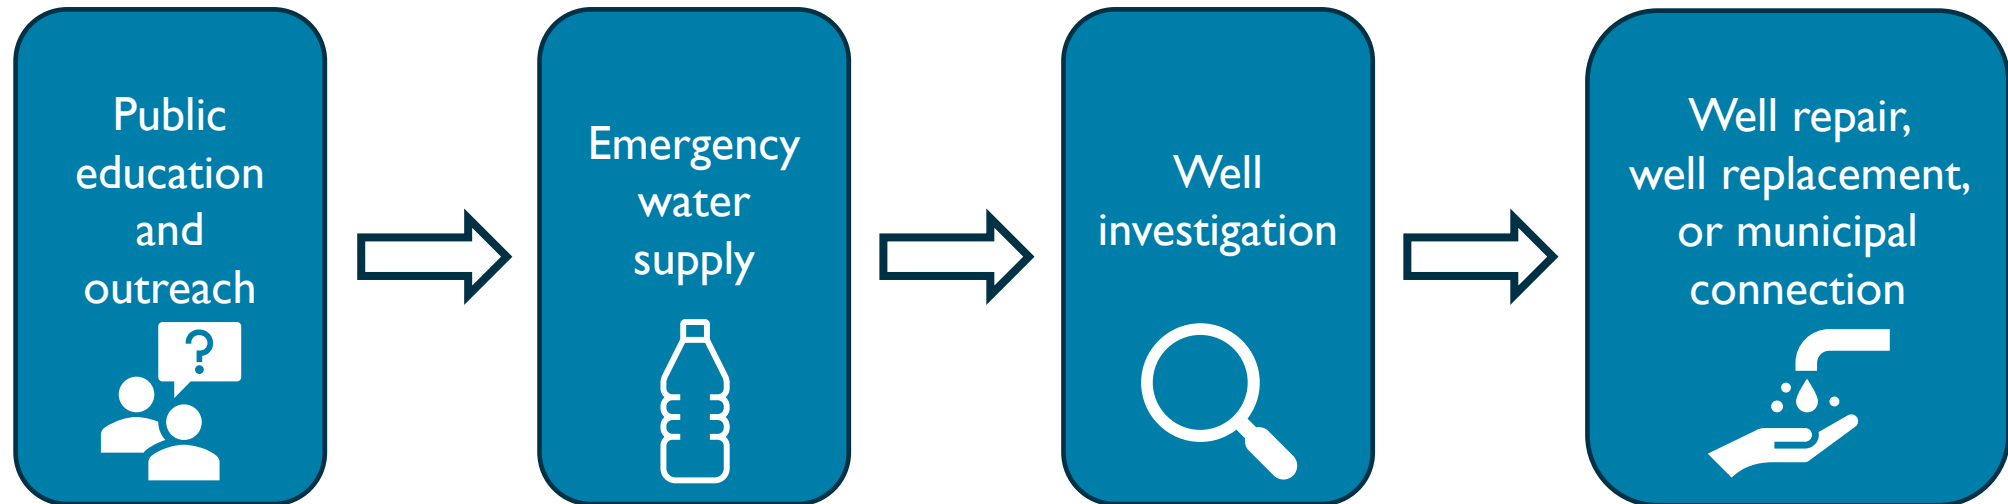 Public
education
and
outreach
?
Emergency
water
supply
Well
investigation
Well repair,
well replacement,
or municipal
connection